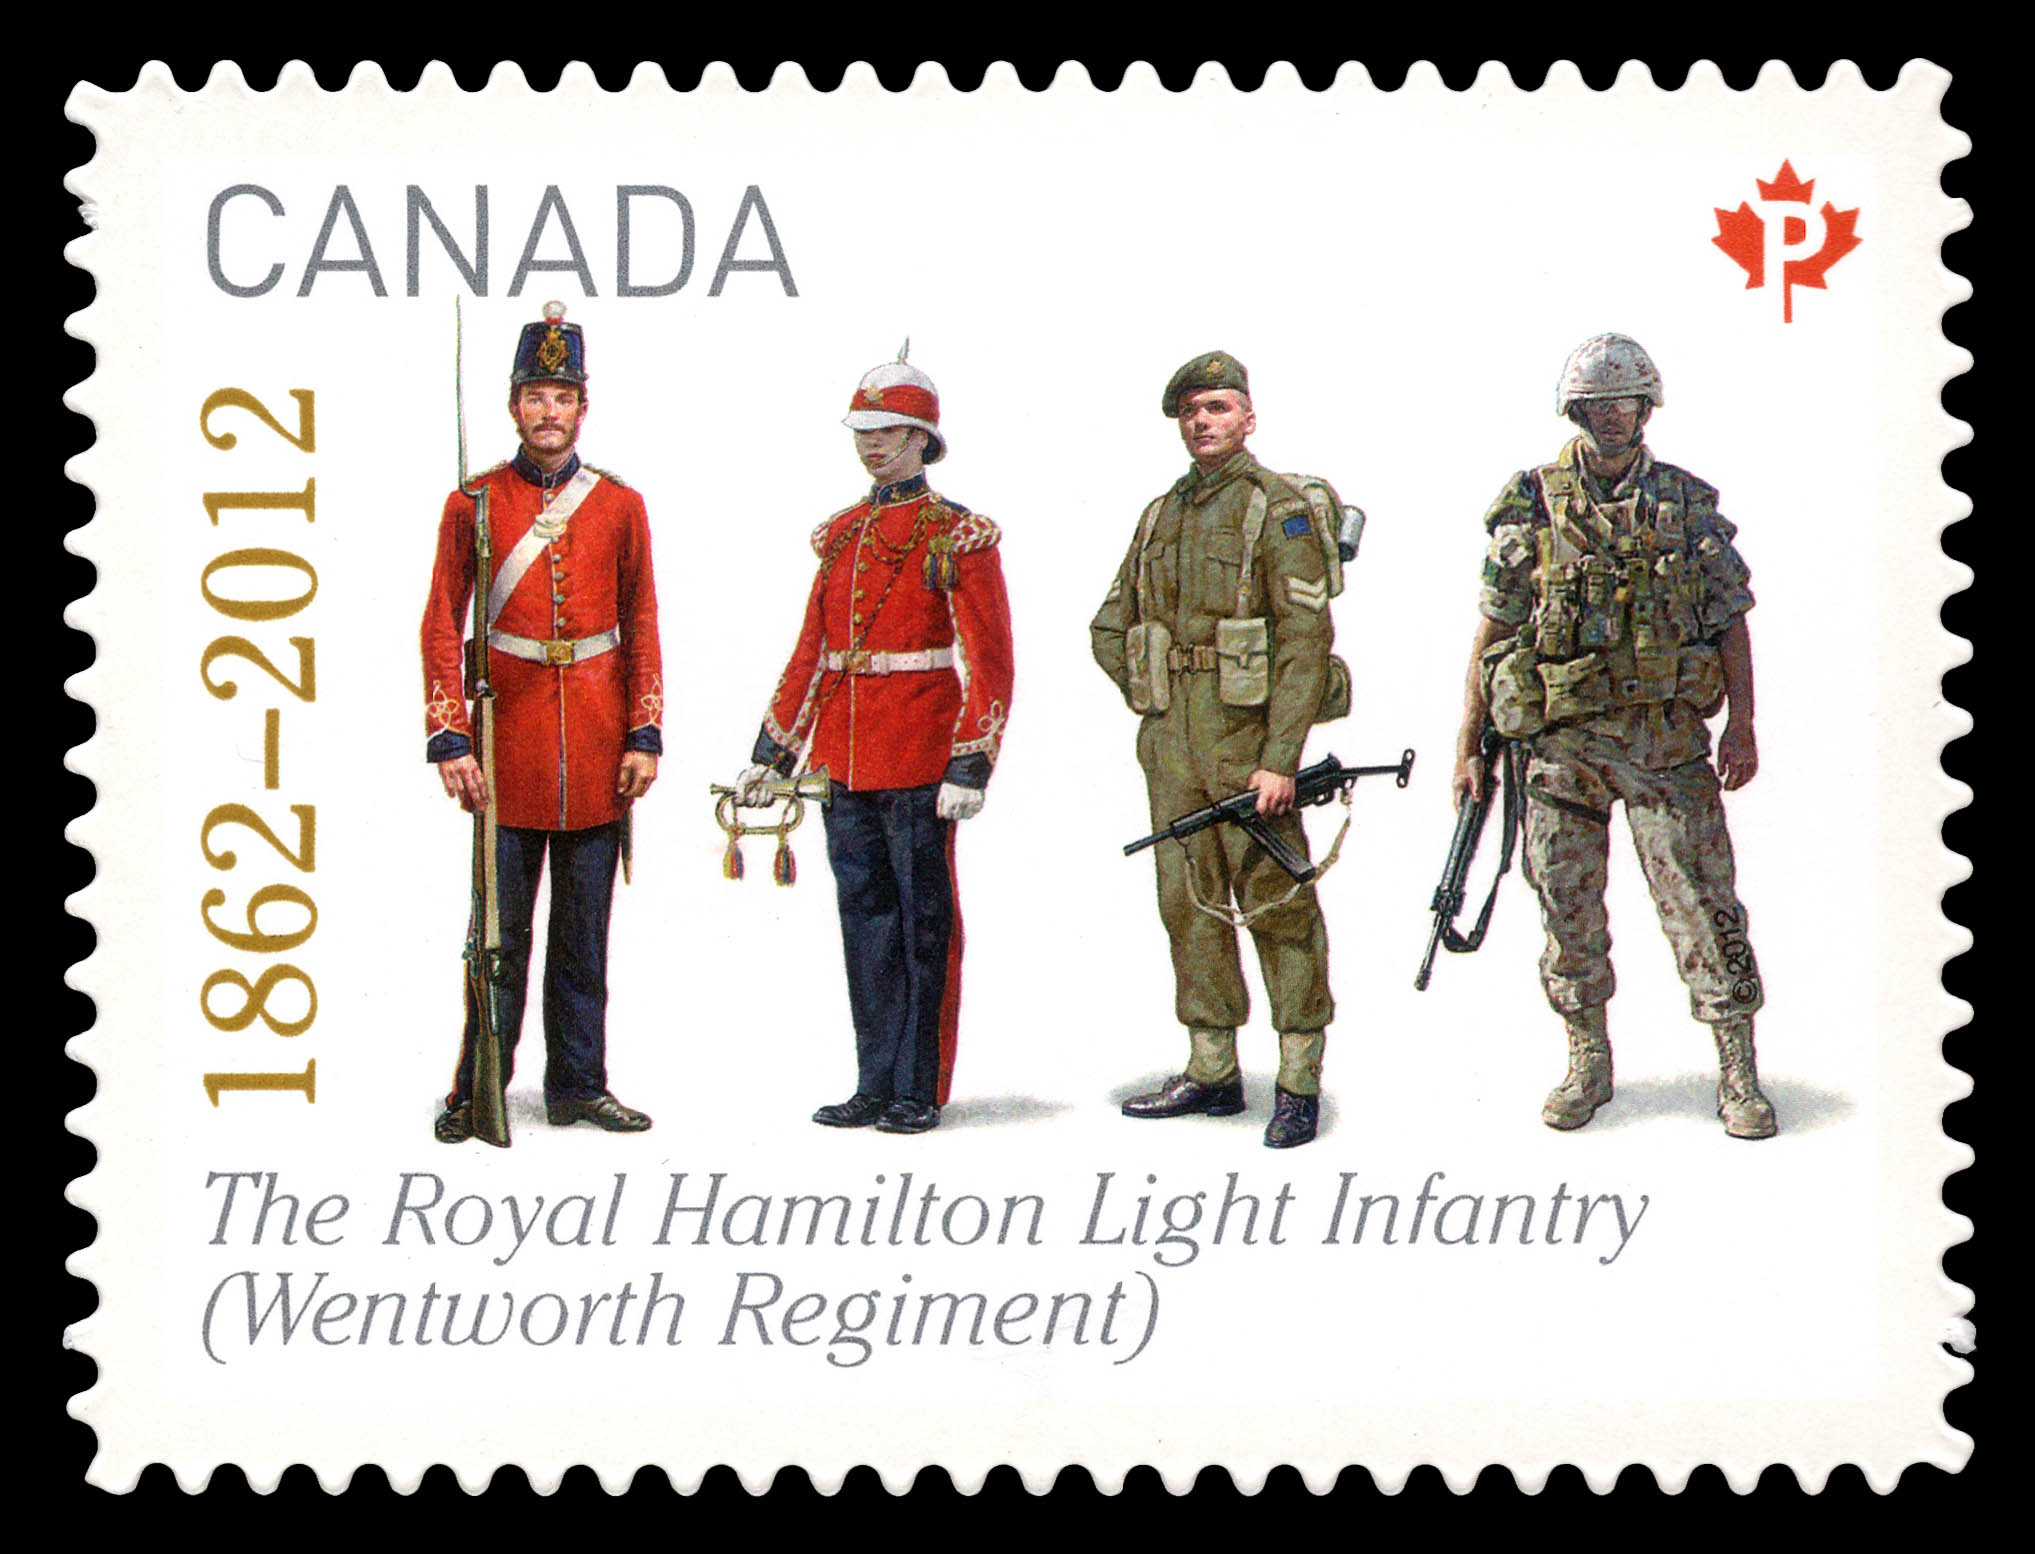 CANADA
P
1862–2012
©2012
The Royal Hamilton Light Infantry
(Wentworth Regiment)